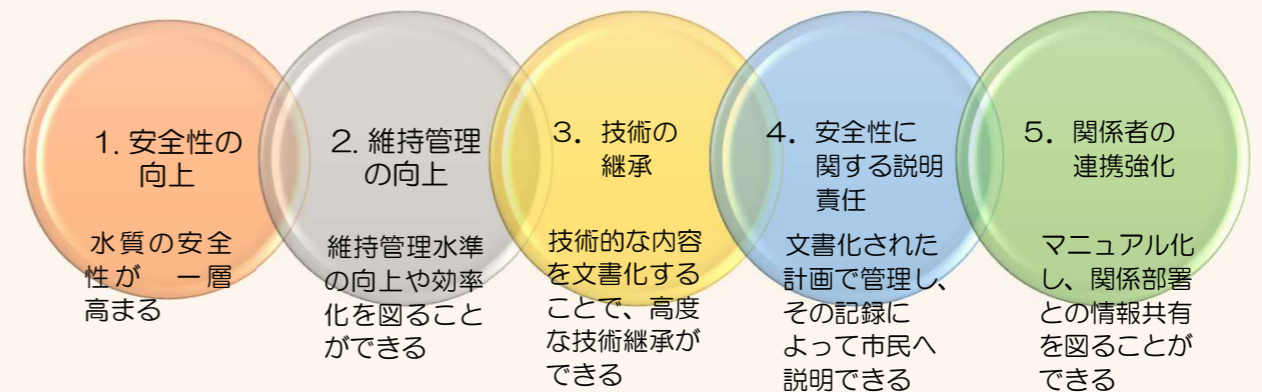 1. 安全性の
向上
水質の安全
性が 一層
高まる
2. 維持管理
の向上
維持管理水準
の向上や効率
化を図ること
ができる
3. 技術の
継承
技術的な内容
を文書化する
ことで、高度
な技術継承が
できる
4. 安全性に
関する説明
責任
文書化された
計画で管理し、
その記録に
よって市民へ
説明できる
5. 関係者の
連携強化
マニュアル化
し、関係部署
との情報共有
を図ることが
できる